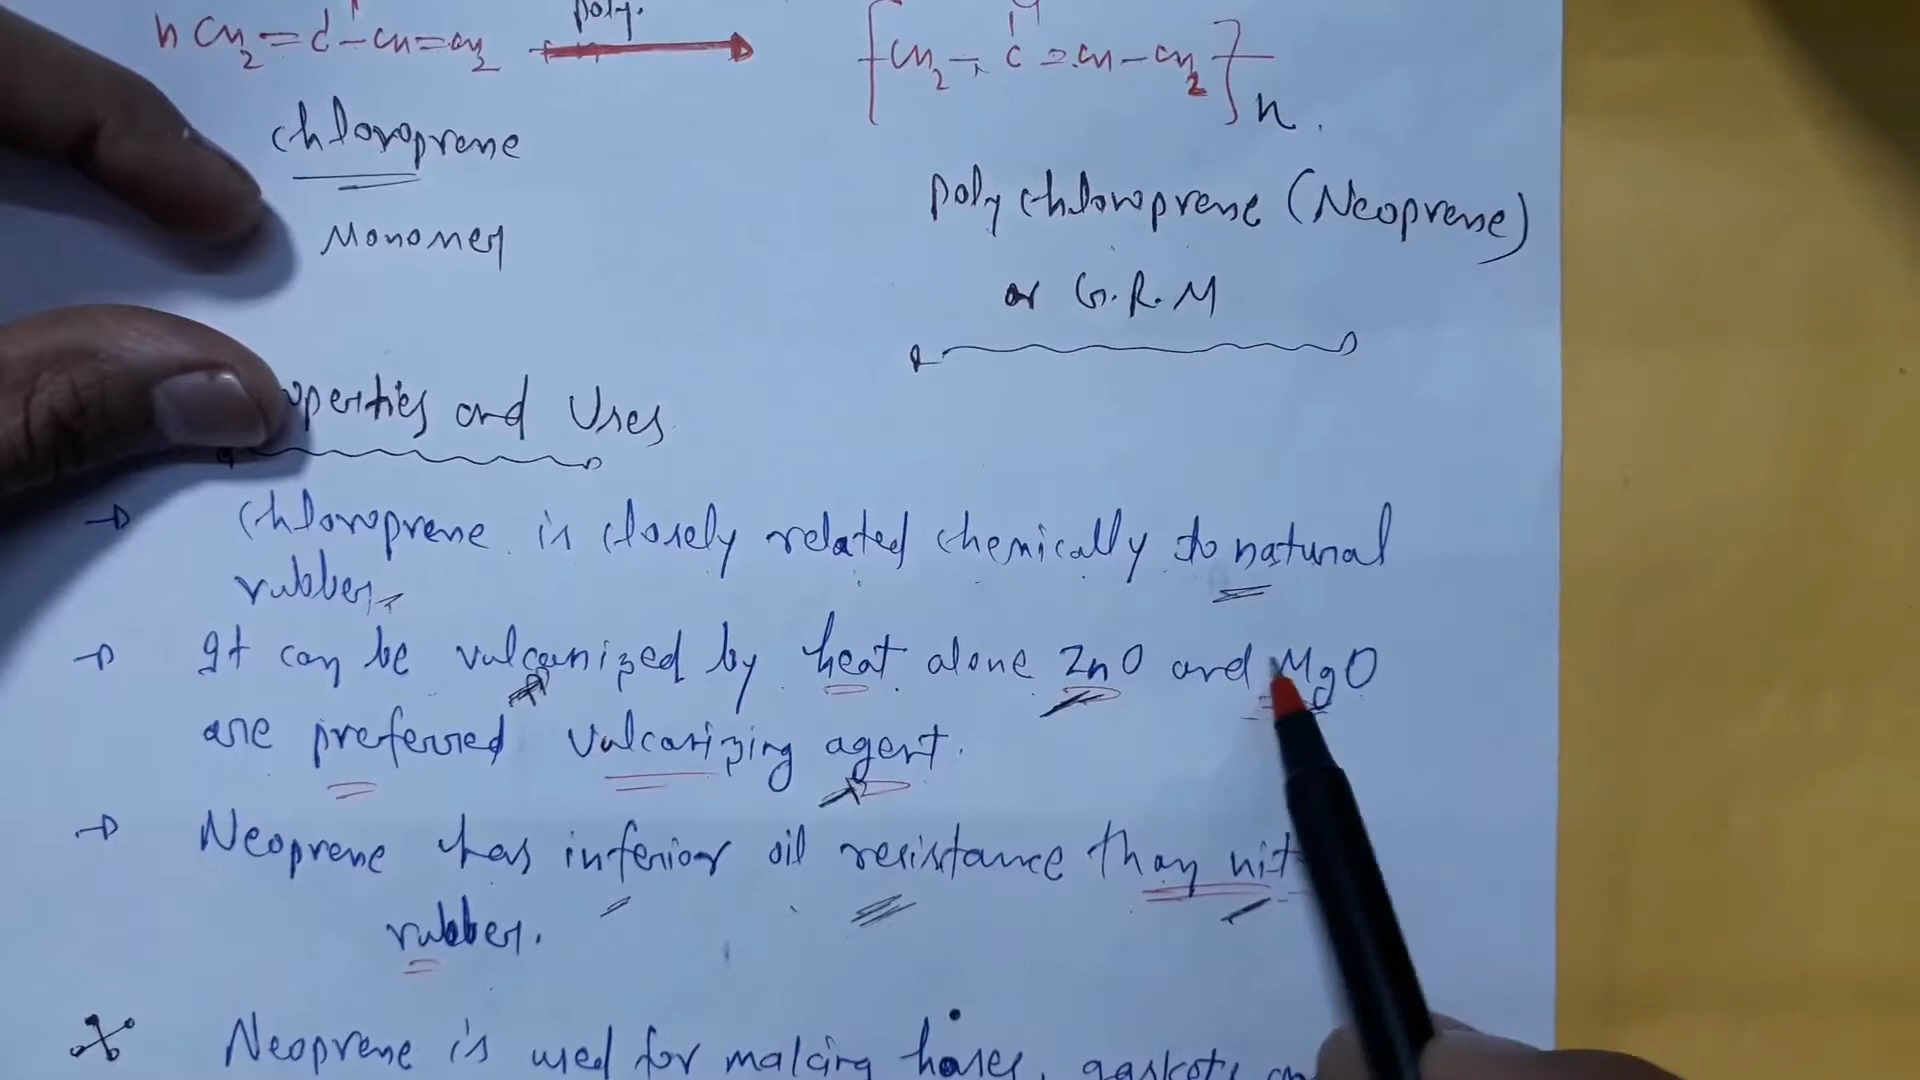 poly.
n CH2 = C - CH = CH2 [CH2 - C = CH - CH2]n.
chloroprene
Monomer
poly chloroprene (Neoprene)
or G.R.M
operties and Uses
chloroprene is closely related chemically to natural
rubber.
It can be vulcanized by heat alone ZnO and MgO
are preferred vulcanizing agent.
Neoprene has inferior oil resistance than nit
rubber.
Neoprene is used for making hoses, gaskets